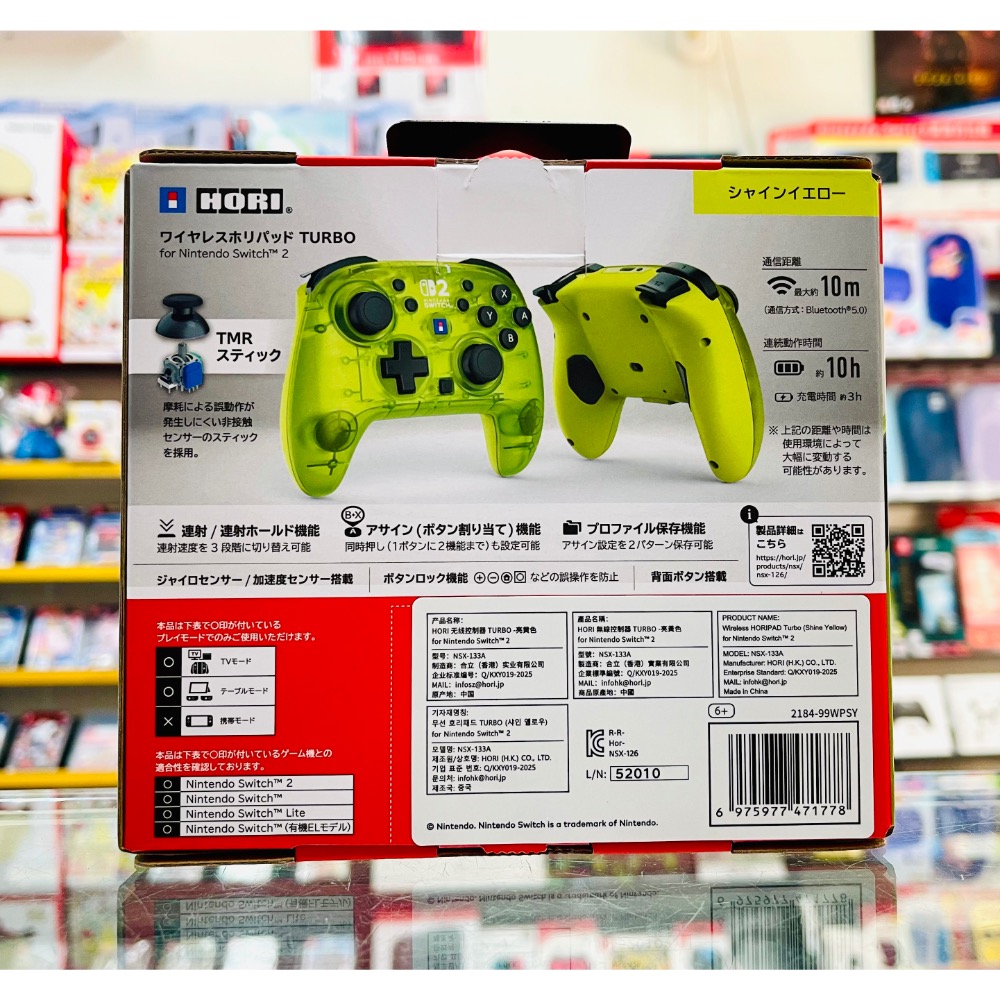 HORI®
シャインイエロー
ワイヤレスホリパッド TURBO
for Nintendo Switch™ 2
TMR
スティック
摩耗による誤動作が
発生しにくい非接触
センサーのスティック
を採用。
2
NINTENDO
SWITCH
X
Y
A
B
通信距離
最大約 10m
(通信方式：Bluetooth®5.0)
連続動作時間
約 10h
充電時間 約3h
※上記の距離や時間は
使用環境によって
大幅に変動する
可能性があります。
連射 / 連射ホールド機能
連射速度を3段階に切り替え可能
B+X
A
アサイン (ボタン割り当て) 機能
同時押し(1ボタンに2機能まで)も設定可能
プロファイル保存機能
アサイン設定を2パターン保存可能
製品詳細は
こちら
https://hori.jp/
products/nsx/
nsx-126/
ジャイロセンサー / 加速度センサー搭載
ボタンロック機能 などの誤操作を防止
背面ボタン搭載
本品は下表で〇印が付いている
プレイモードでのみご使用いただけます。
〇 TV TVモード
〇 テーブルモード
× 携帯モード
本品は下表で〇印が付いているゲーム機との
適合性を確認しております。
〇 Nintendo Switch™ 2
〇 Nintendo Switch™
〇 Nintendo Switch™ Lite
〇 Nintendo Switch™ (有機ELモデル)
产品名称：
HORI 无线控制器 TURBO -亮黄色
for Nintendo Switch™ 2
型号：NSX-133A
制造商：合立（香港）实业有限公司
企业标准编号：Q/KXY019-2025
MAIL：infosz@hori.jp
原产地：中国
產品名稱：
HORI 無線控制器 TURBO -亮黃色
for Nintendo Switch™ 2
型號：NSX-133A
製造商：合立（香港）實業有限公司
企業標準編號：Q/KXY019-2025
MAIL：infohk@hori.jp
商品原產地：中國
PRODUCT NAME:
Wireless HORIPAD Turbo (Shine Yellow)
for Nintendo Switch™ 2
MODEL: NSX-133A
Manufacturer: HORI (H.K.) CO., LTD.
Enterprise Standard: Q/KXY019-2025
MAIL: infohk@hori.jp
Made In China
기자재명칭:
무선 호리패드 TURBO (샤인 옐로우)
for Nintendo Switch™ 2
모델명: NSX-133A
제조원/상호명: HORI (H.K.) CO., LTD.
기업 표준 번호: Q/KXY019-2025
문의처: infohk@hori.jp
제조국: 중국
R-R-
Hor-
NSX-126
L/N: 52010
6+
2184-99WPSY
6 975977 471778
© Nintendo. Nintendo Switch is a trademark of Nintendo.